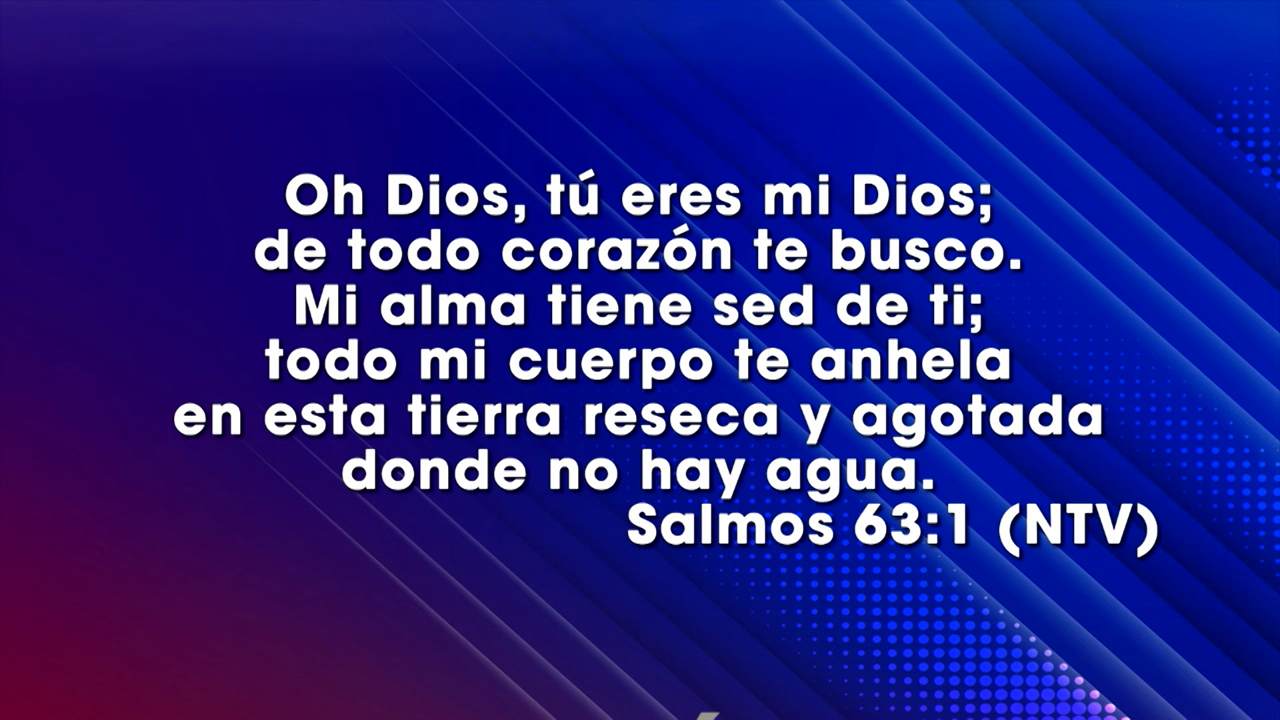 Oh Dios, tú eres mi Dios;
de todo corazón te busco.
Mi alma tiene sed de ti;
todo mi cuerpo te anhela
en esta tierra reseca y agotada
donde no hay agua.
Salmos 63:1 (NTV)